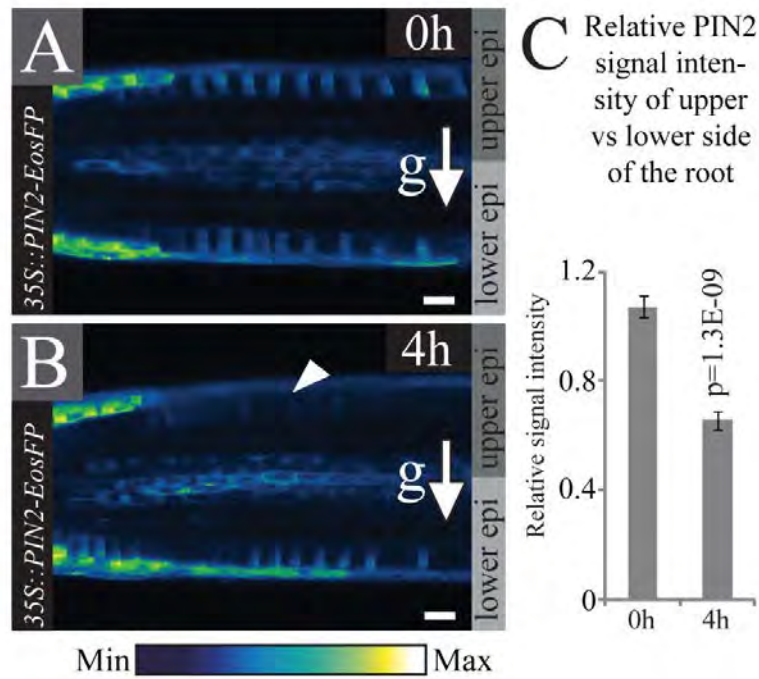 A
0h
35S::PIN2-EosFP
upper epi
lower epi
g
B
4h
35S::PIN2-EosFP
upper epi
lower epi
g
Min
Max
C
Relative PIN2
signal inten-
sity of upper
vs lower side
of the root
Relative signal intensity
1.2
0.8
0.4
0
p=1.3E-09
0h
4h